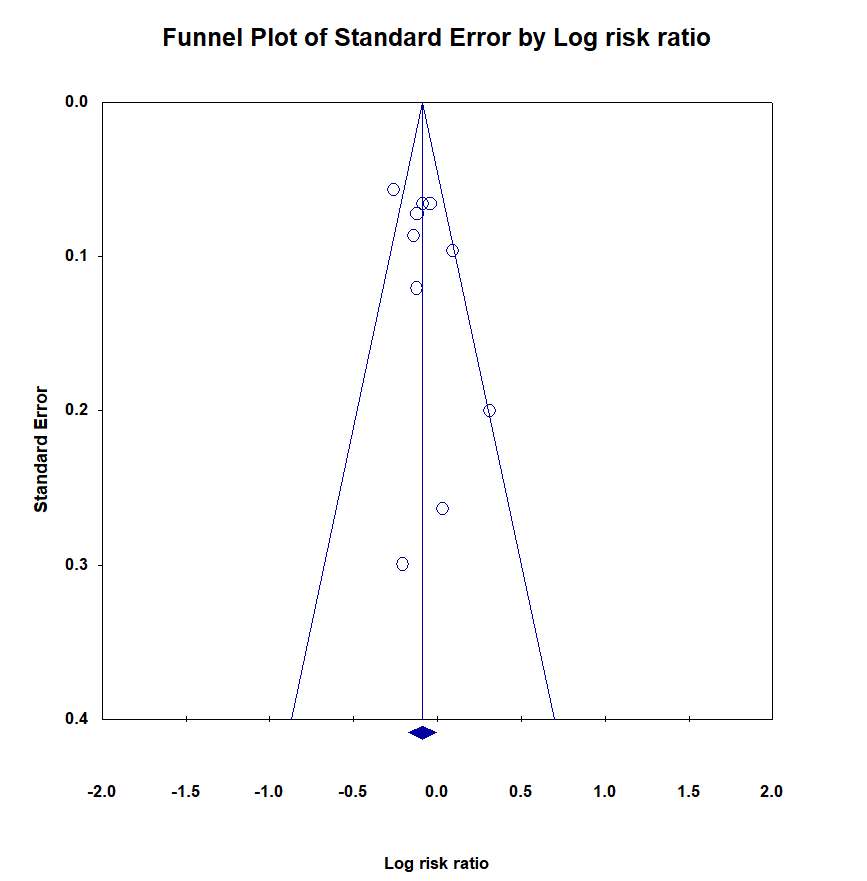 Funnel Plot of Standard Error by Log risk ratio
0.0
0.1
0.2
0.3
0.4
Standard Error
-2.0 -1.5 -1.0 -0.5 0.0 0.5 1.0 1.5 2.0
Log risk ratio